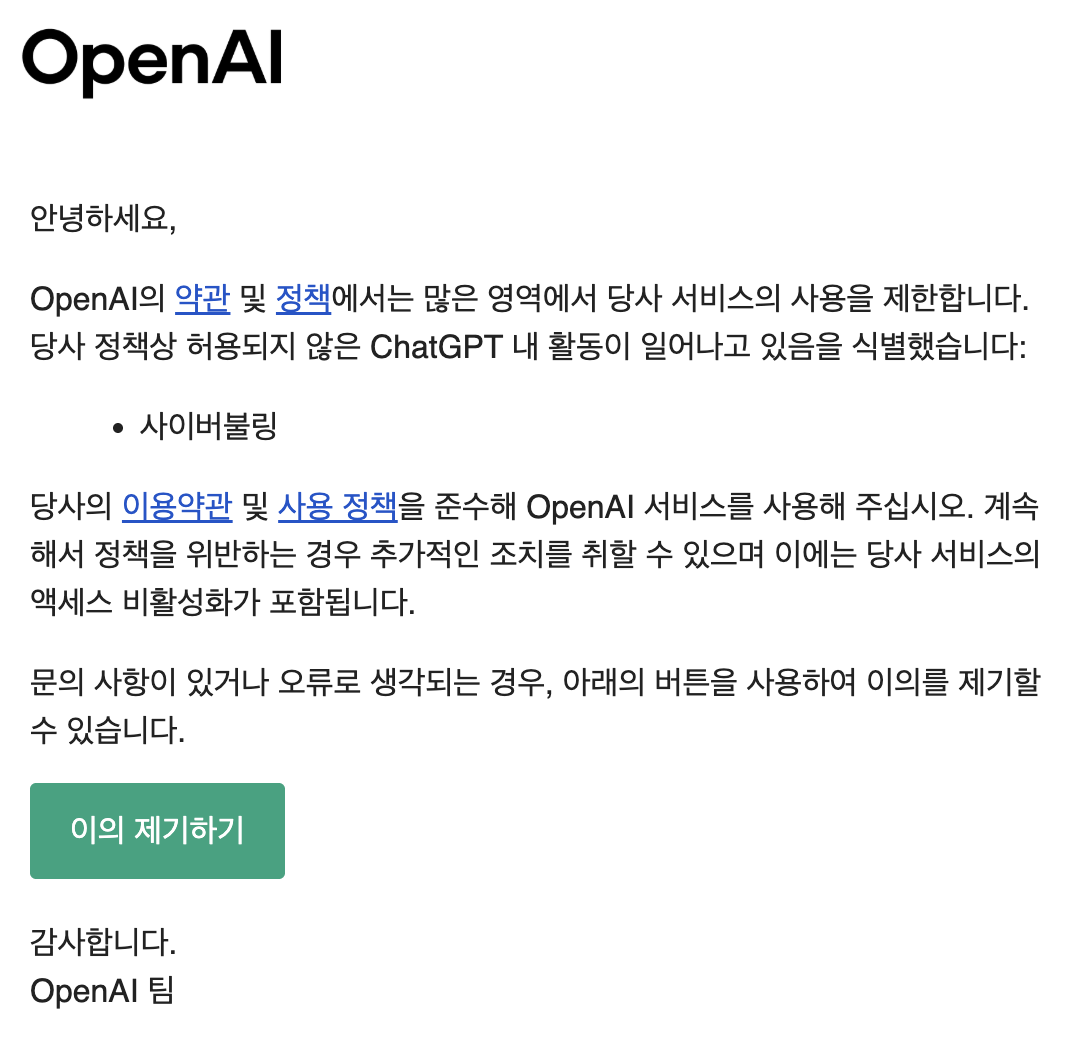 OpenAI
안녕하세요,
OpenAI의 약관 및 정책에서는 많은 영역에서 당사 서비스의 사용을 제한합니다.
당사 정책상 허용되지 않은 ChatGPT 내 활동이 일어나고 있음을 식별했습니다:
• 사이버불링
당사의 이용약관 및 사용 정책을 준수해 OpenAI 서비스를 사용해 주십시오. 계속
해서 정책을 위반하는 경우 추가적인 조치를 취할 수 있으며 이에는 당사 서비스의
액세스 비활성화가 포함됩니다.
문의 사항이 있거나 오류로 생각되는 경우, 아래의 버튼을 사용하여 이의를 제기할
수 있습니다.
이의 제기하기
감사합니다.
OpenAI 팀